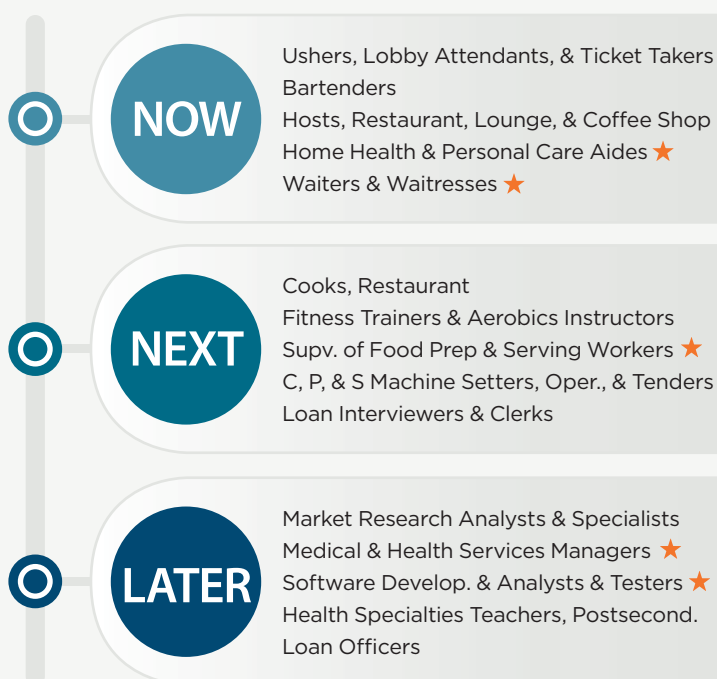 NOW
Ushers, Lobby Attendants, & Ticket Takers
Bartenders
Hosts, Restaurant, Lounge, & Coffee Shop
Home Health & Personal Care Aides ★
Waiters & Waitresses ★
NEXT
Cooks, Restaurant
Fitness Trainers & Aerobics Instructors
Supv. of Food Prep & Serving Workers ★
C, P, & S Machine Setters, Oper., & Tenders
Loan Interviewers & Clerks
LATER
Market Research Analysts & Specialists
Medical & Health Services Managers ★
Software Develop. & Analysts & Testers ★
Health Specialties Teachers, Postsecond.
Loan Officers